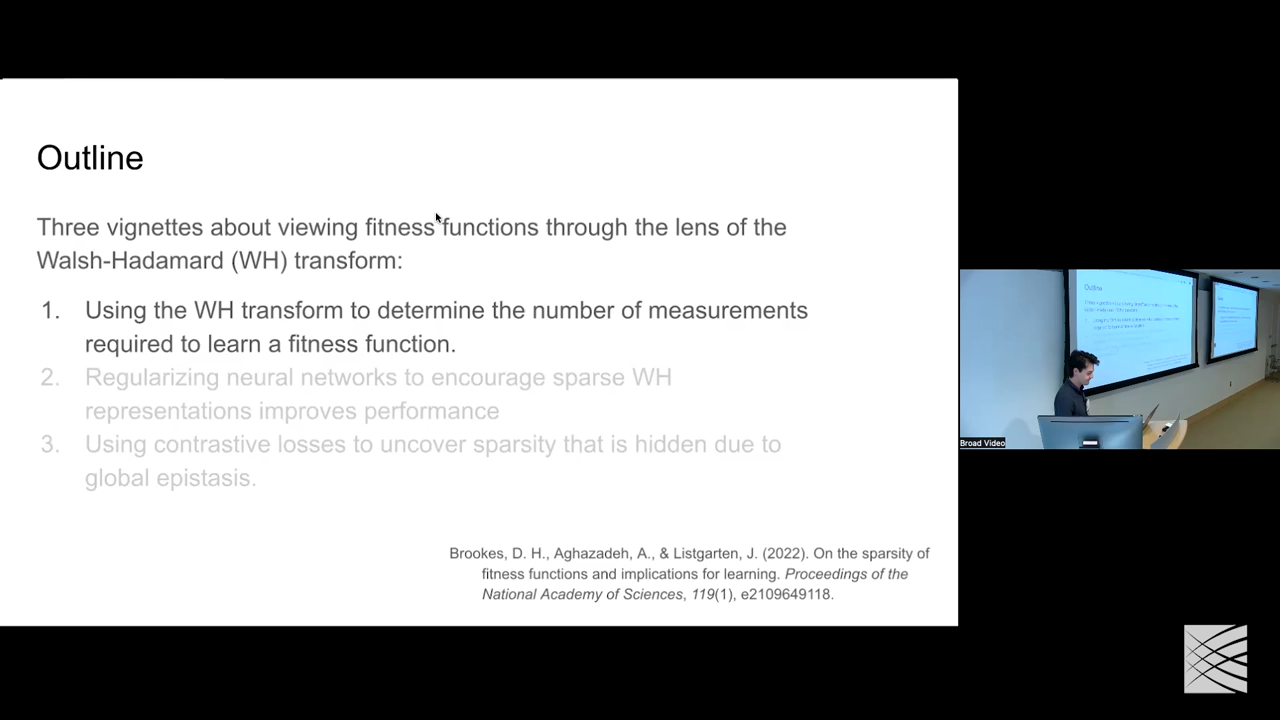 Outline
Three vignettes about viewing fitness functions through the lens of the
Walsh-Hadamard (WH) transform:
1. Using the WH transform to determine the number of measurements
required to learn a fitness function.
2. Regularizing neural networks to encourage sparse WH
representations improves performance
3. Using contrastive losses to uncover sparsity that is hidden due to
global epistasis.
Brookes, D. H., Aghazadeh, A., & Listgarten, J. (2022). On the sparsity of
fitness functions and implications for learning. Proceedings of the
National Academy of Sciences, 119(1), e2109649118.
Outline
Broad Video